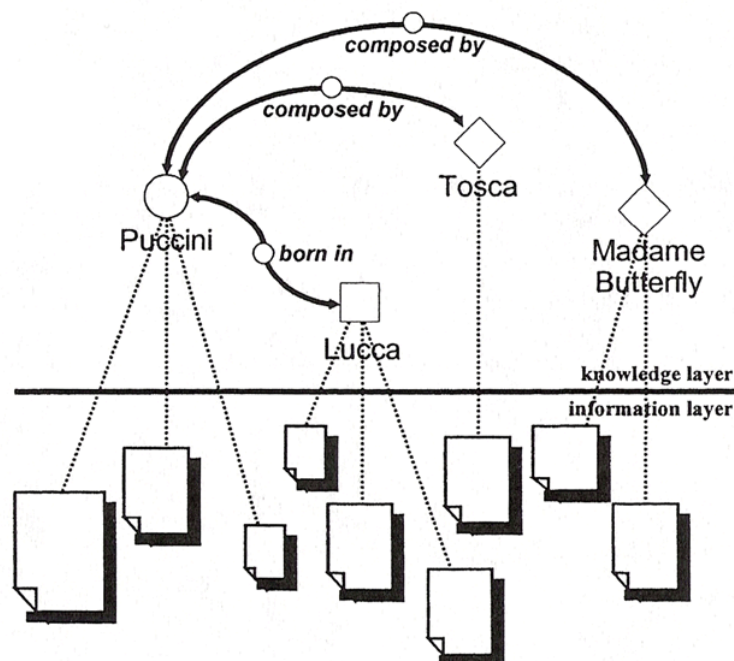 composed by
composed by
Tosca
Puccini
born in
Madame
Butterfly
Lucca
knowledge layer
information layer